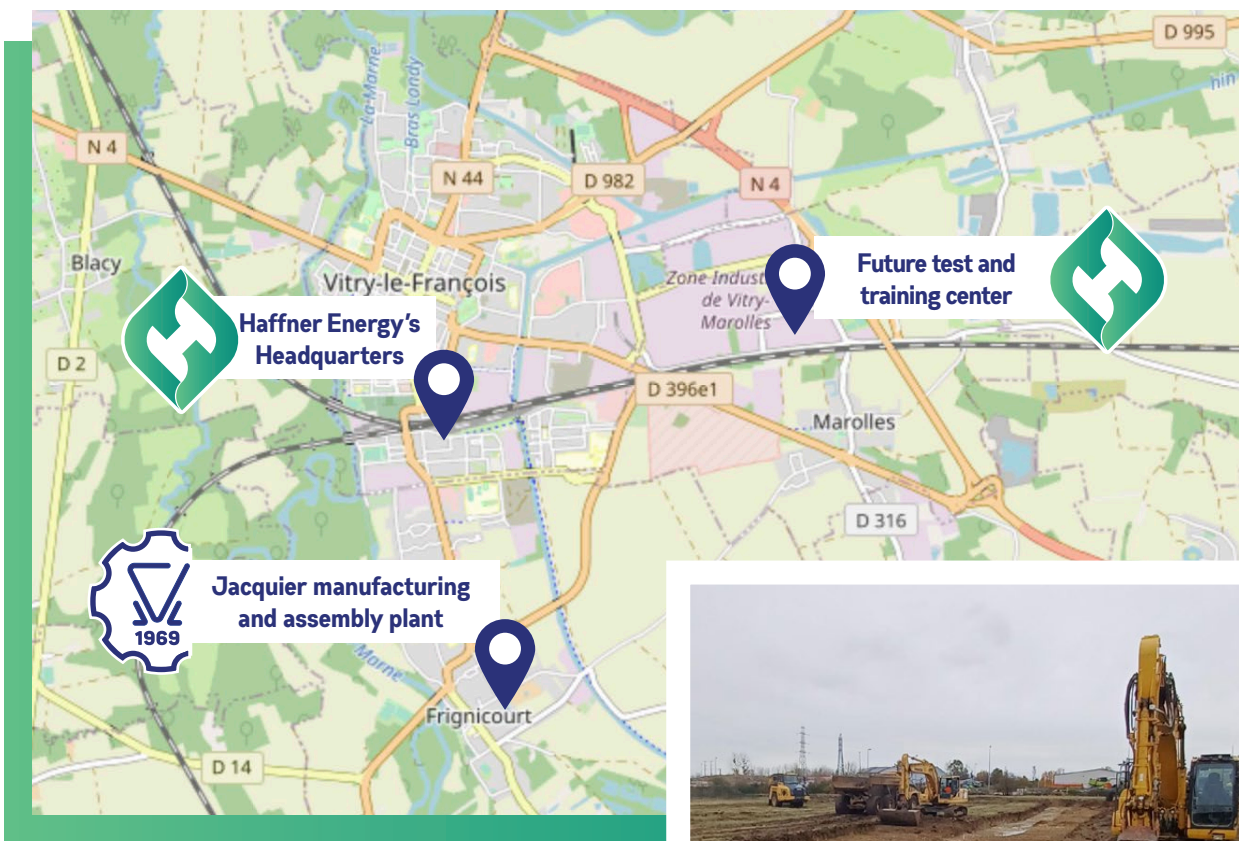 D 995
La Marne
Bras Londy
hin
N 4
N 44
D 982
N 4
Blacy
Vitry-le-François
Zone Indust
de Vitry-
Marolles
Future test and
training center
Haffner Energy's
Headquarters
D 2
D 396e1
Marolles
D 316
Jacquier manufacturing
and assembly plant
1969
Marne
Frignicourt
D 14